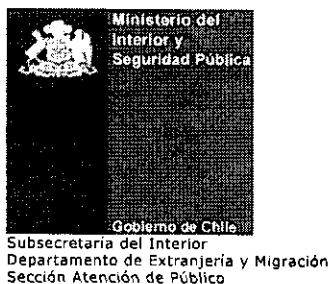 Ministerio del
Interior y
Seguridad Pública
Gobierno de Chile
Subsecretaría del Interior
Departamento de Extranjería y Migración
Sección Atención de Público